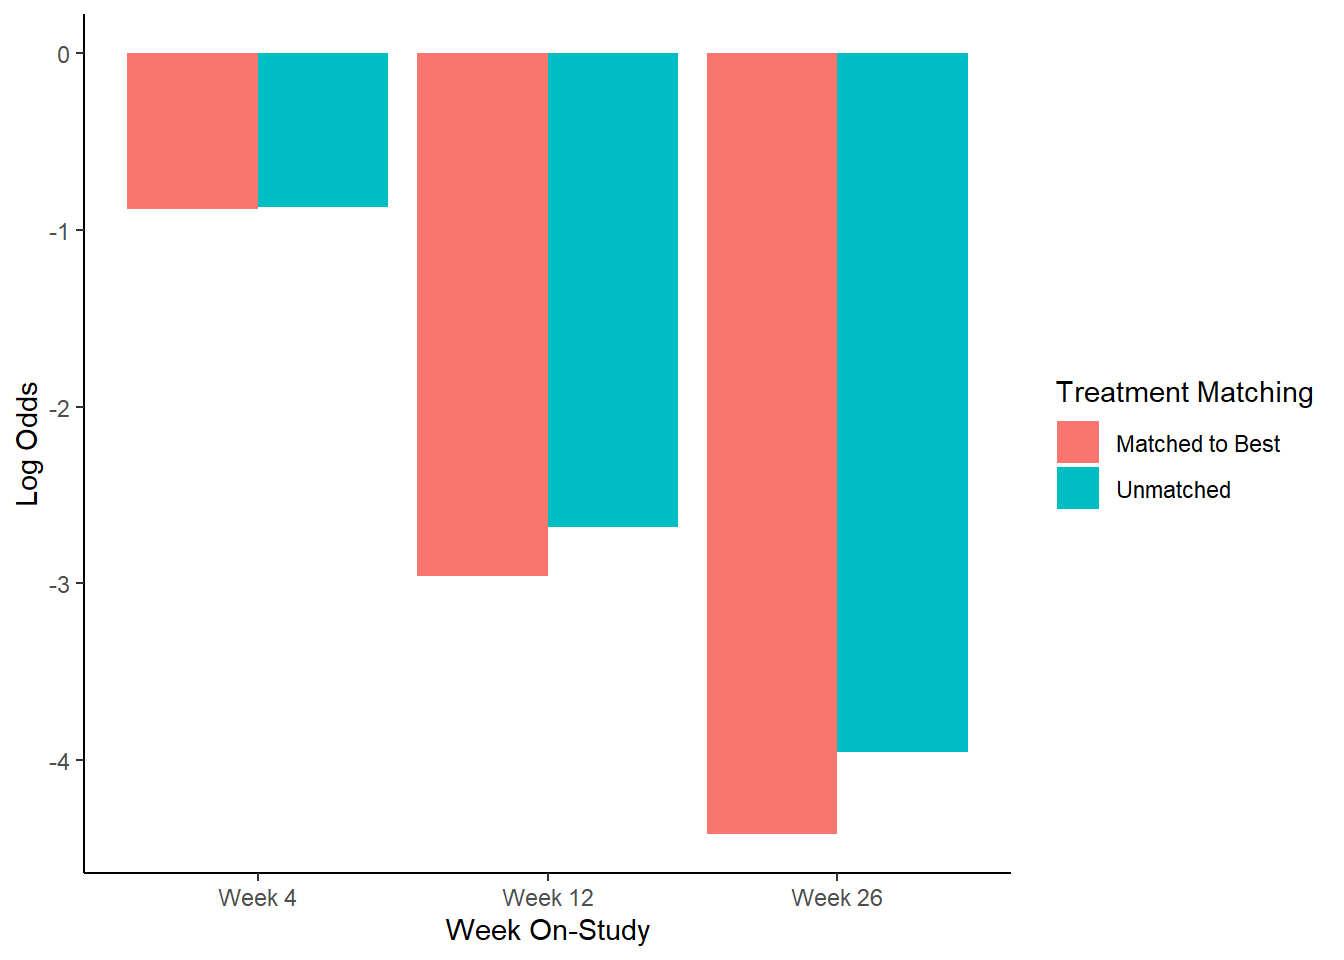 0
-1
-2
-3
-4
Log Odds
Week 4
Week 12
Week 26
Week On-Study
Treatment Matching
Matched to Best
Unmatched